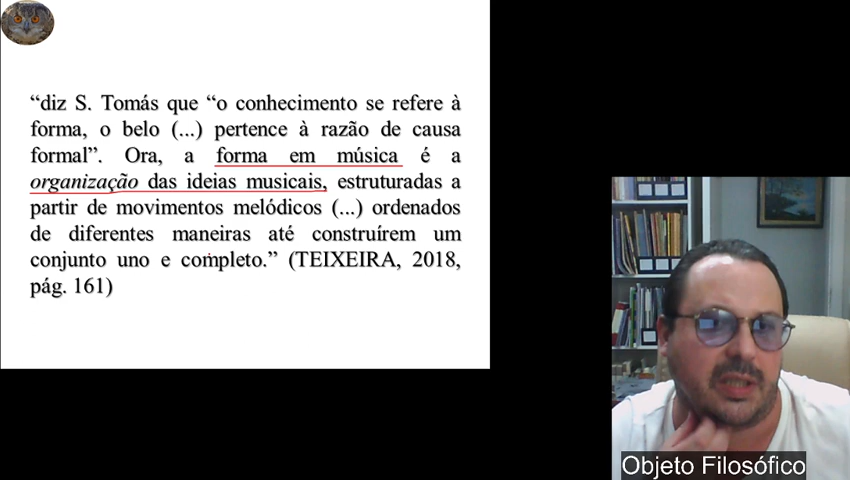 “diz S. Tomás que “o conhecimento se refere à
forma, o belo (...) pertence à razão de causa
formal”. Ora, a forma em música é a
organização das ideias musicais, estruturadas a
partir de movimentos melódicos (...) ordenados
de diferentes maneiras até construírem um
conjunto uno e completo.” (TEIXEIRA, 2018,
pág. 161)
Objeto Filosófico